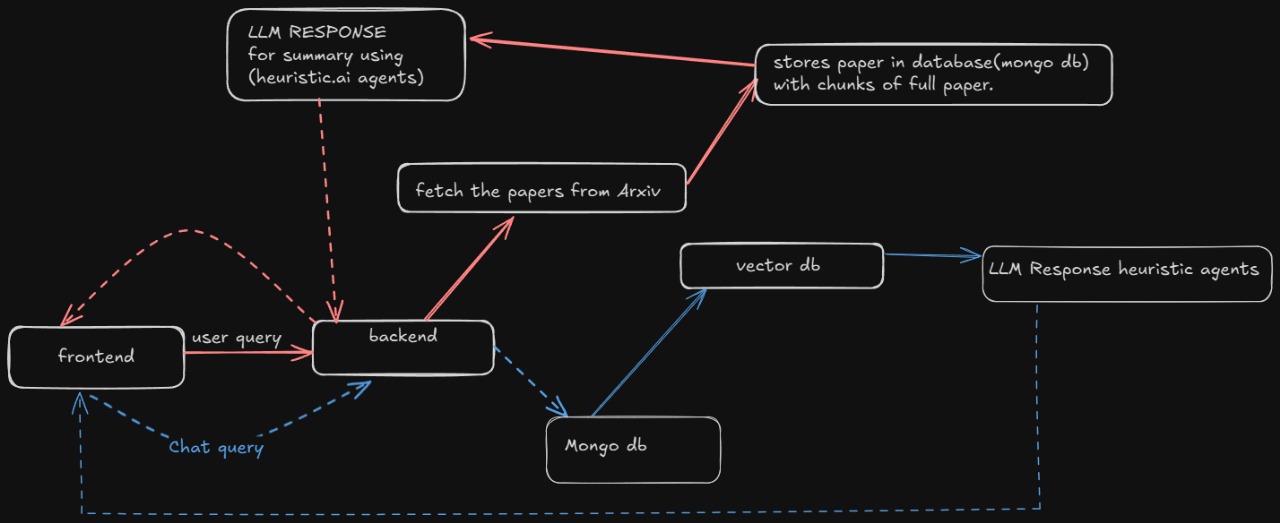 LLM RESPONSE
for summary using
(heuristic.ai agents)
stores paper in database(mongo db)
with chunks of full paper.
fetch the papers from Arxiv
vector db
LLM Response heuristic agents
user query
backend
frontend
Chat query
Mongo db